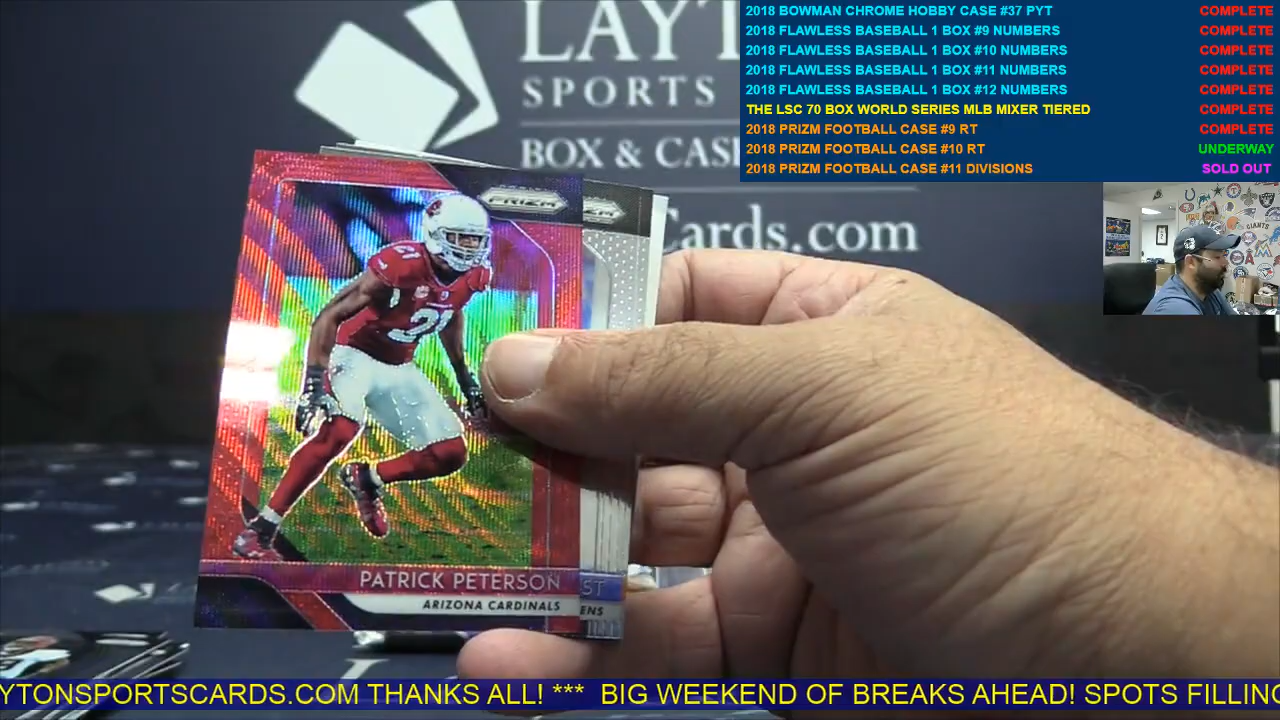 LAYT
SPORTS
BOX & CAS
Cards.com
2018 BOWMAN CHROME HOBBY CASE #37 PYT COMPLETE
2018 FLAWLESS BASEBALL 1 BOX #9 NUMBERS COMPLETE
2018 FLAWLESS BASEBALL 1 BOX #10 NUMBERS COMPLETE
2018 FLAWLESS BASEBALL 1 BOX #11 NUMBERS COMPLETE
2018 FLAWLESS BASEBALL 1 BOX #12 NUMBERS COMPLETE
THE LSC 70 BOX WORLD SERIES MLB MIXER TIERED COMPLETE
2018 PRIZM FOOTBALL CASE #9 RT COMPLETE
2018 PRIZM FOOTBALL CASE #10 RT UNDERWAY
2018 PRIZM FOOTBALL CASE #11 DIVISIONS SOLD OUT
PRIZM
21
21
PATRICK PETERSON
ARIZONA CARDINALS
ST
ENS
YTONSPORTSCARDS.COM THANKS ALL! *** BIG WEEKEND OF BREAKS AHEAD! SPOTS FILLING